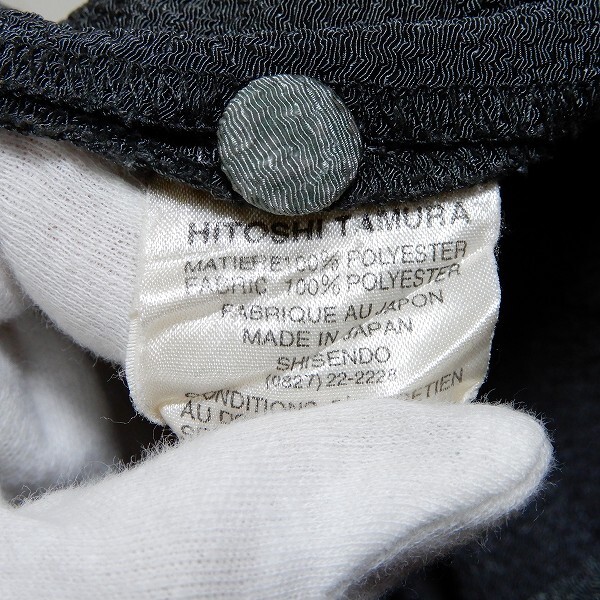 HITOSHI TAMURA
MATIERE 100% POLYESTER
FABRIC 100% POLYESTER
FABRIQUE AU JAPON
MADE IN JAPAN
SHISENDO
(0827) 22-2228
CONDITIONS
AU